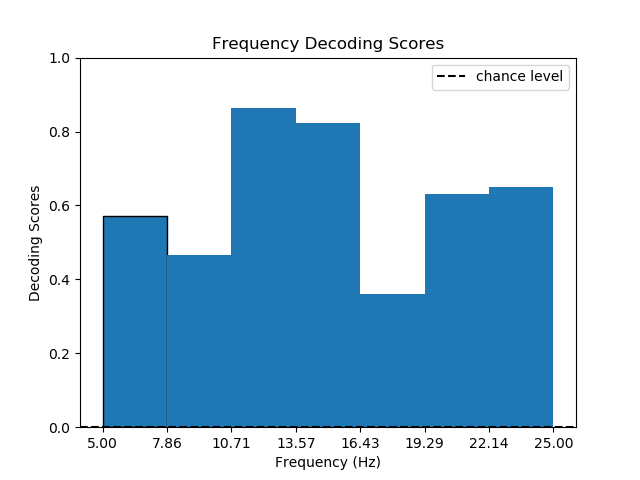 Frequency Decoding Scores
chance level
1.0
0.8
0.6
0.4
0.2
0.0
Decoding Scores
5.00 7.86 10.71 13.57 16.43 19.29 22.14 25.00
Frequency (Hz)